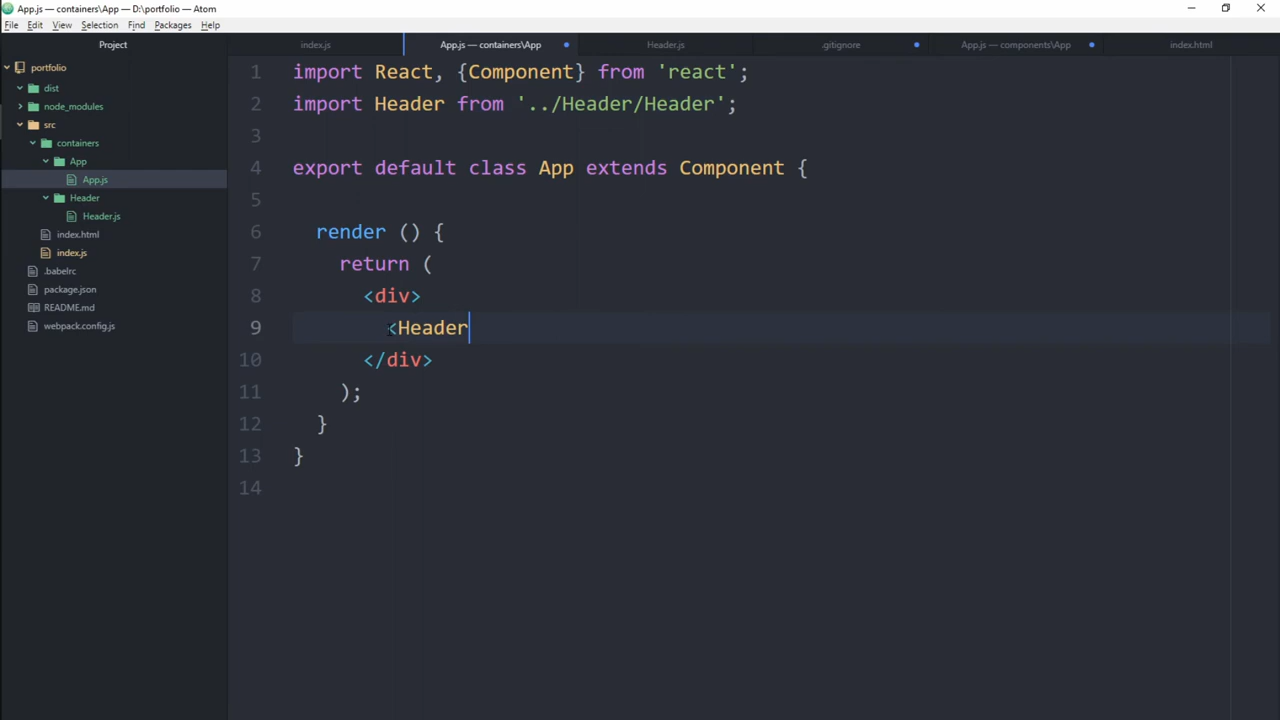 App.js — containers\App — D:\portfolio — Atom
File Edit View Selection Find Packages Help
Project
index.js App.js — containers\App Header.js .gitignore App.js — components\App index.html
portfolio
dist
node_modules
src
containers
App
App.js
Header
Header.js
index.html
index.js
.babelrc
package.json
README.md
webpack.config.js
1 import React, {Component} from 'react';
2 import Header from '../Header/Header';
3
4 export default class App extends Component {
5
6 render () {
7 return (
8 <div>
9 <Header
10 </div>
11 );
12 }
13 }
14